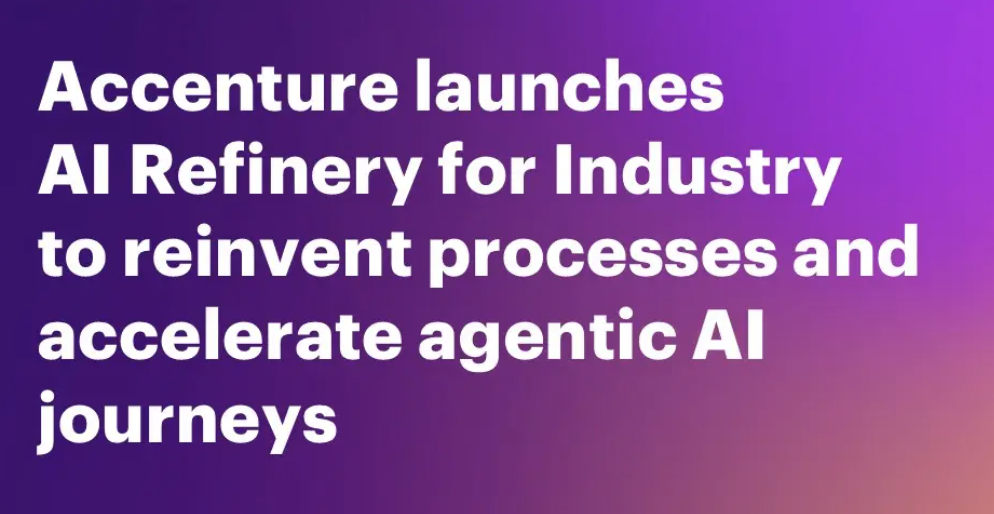 Accenture launches
AI Refinery for Industry
to reinvent processes and
accelerate agentic AI
journeys